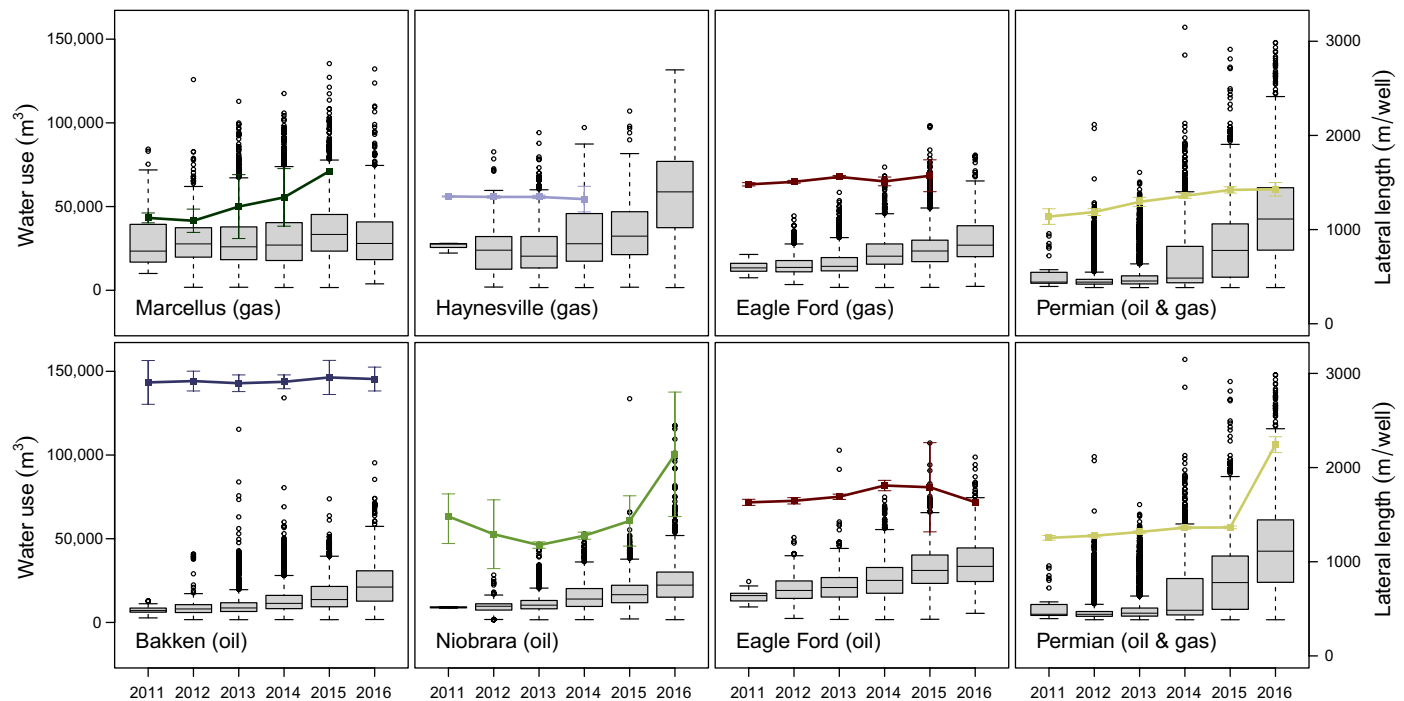 150,000
100,000
50,000
0
Water use (m³)
Marcellus (gas)
Haynesville (gas)
Eagle Ford (gas)
Permian (oil & gas)
3000
2000
1000
0
Lateral length (m/well)
150,000
100,000
50,000
0
Water use (m³)
Bakken (oil)
Niobrara (oil)
Eagle Ford (oil)
Permian (oil & gas)
3000
2000
1000
0
Lateral length (m/well)
2011 2012 2013 2014 2015 2016
2011 2012 2013 2014 2015 2016
2011 2012 2013 2014 2015 2016
2011 2012 2013 2014 2015 2016